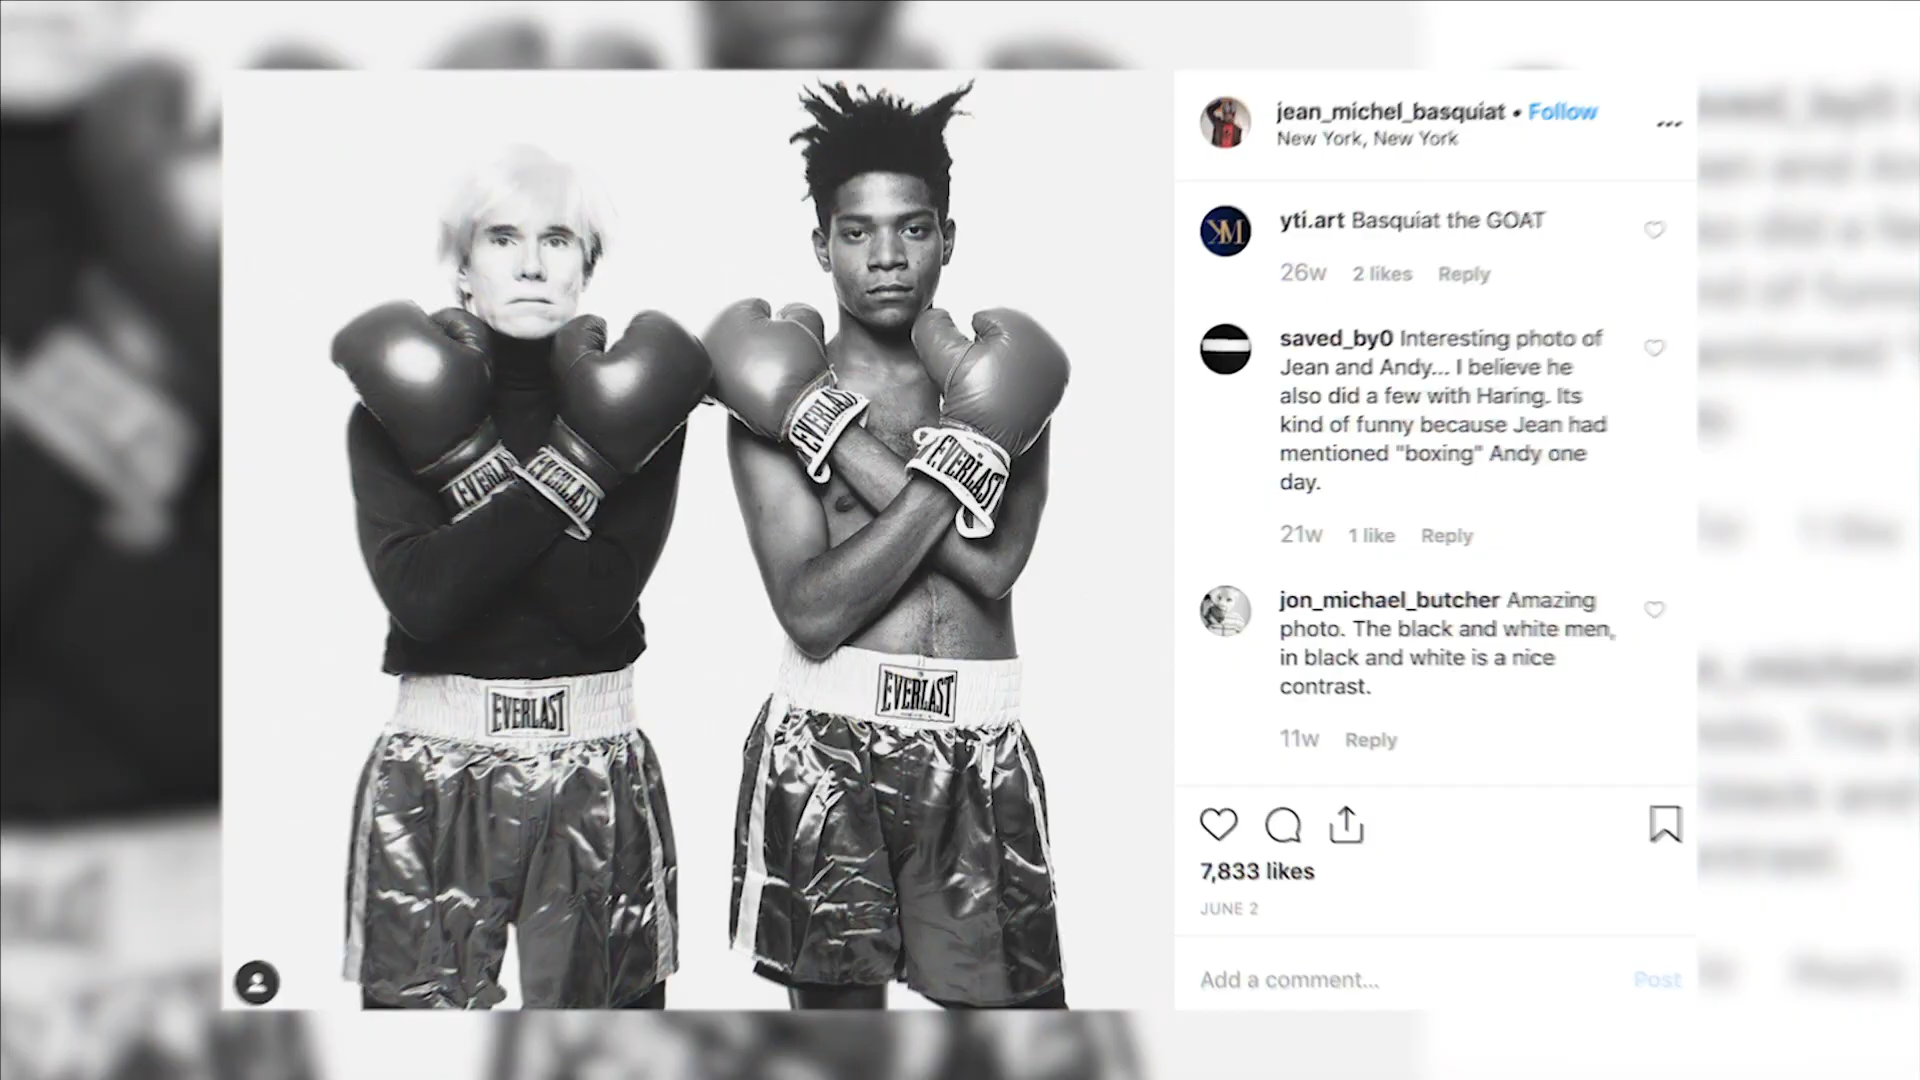 jean_michel_basquiat • Follow
New York, New York
yti.art Basquiat the GOAT
26w 2 likes Reply
saved_by0 Interesting photo of
Jean and Andy... I believe he
also did a few with Haring. Its
kind of funny because Jean had
mentioned "boxing" Andy one
day.
21w 1 like Reply
jon_michael_butcher Amazing
photo. The black and white men,
in black and white is a nice
contrast.
11w Reply
7,833 likes
JUNE 2
Add a comment... Post
EVERLAST
EVERLAST
EVERLAST
EVERLAST
EVERLAST
EVERLAST